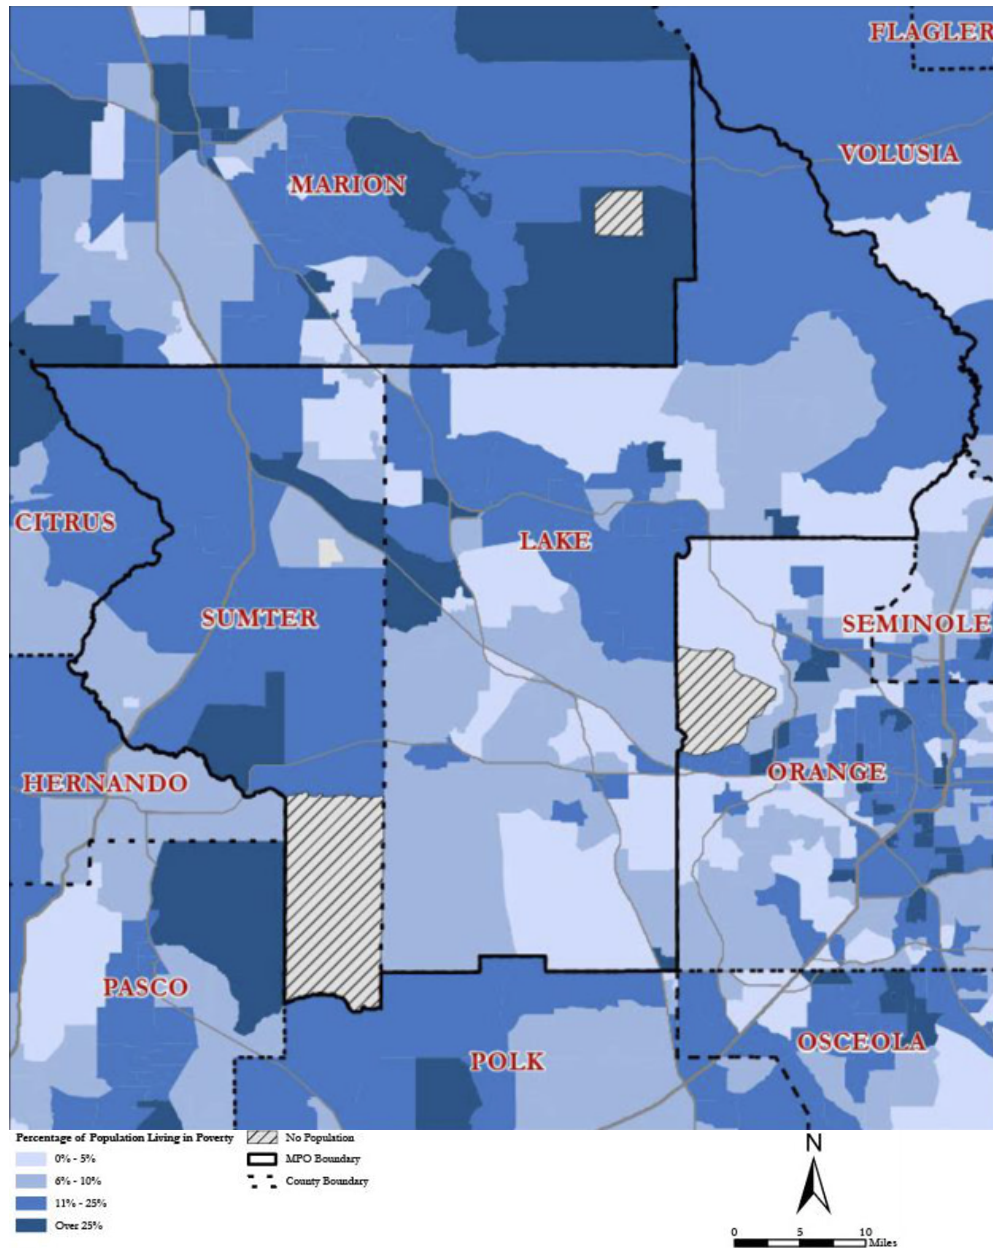 FLAGLER
VOLUSIA
MARION
CITRUS
LAKE
SUMTER
SEMINOLE
HERNANDO
ORANGE
PASCO
OSCEOLA
POLK
Percentage of Population Living in Poverty
0% - 5%
6% - 10%
11% - 25%
Over 25%
No Population
MPO Boundary
County Boundary
N
0 5 10
Miles